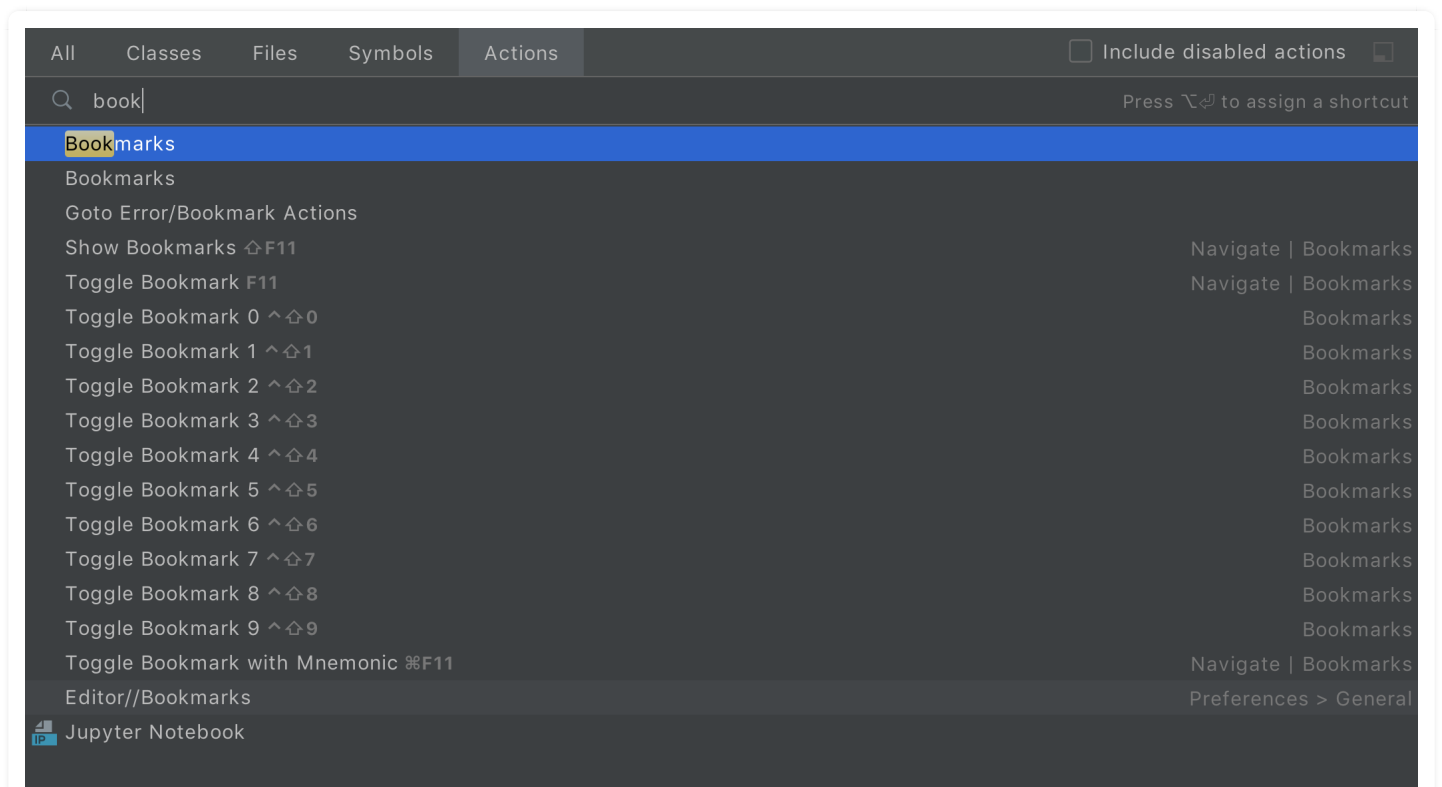 All Classes Files Symbols Actions Include disabled actions
book Press ⌥⏎ to assign a shortcut
Bookmarks
Bookmarks
Goto Error/Bookmark Actions
Show Bookmarks ⇧F11 Navigate | Bookmarks
Toggle Bookmark F11 Navigate | Bookmarks
Toggle Bookmark 0 ^⇧0 Bookmarks
Toggle Bookmark 1 ^⇧1 Bookmarks
Toggle Bookmark 2 ^⇧2 Bookmarks
Toggle Bookmark 3 ^⇧3 Bookmarks
Toggle Bookmark 4 ^⇧4 Bookmarks
Toggle Bookmark 5 ^⇧5 Bookmarks
Toggle Bookmark 6 ^⇧6 Bookmarks
Toggle Bookmark 7 ^⇧7 Bookmarks
Toggle Bookmark 8 ^⇧8 Bookmarks
Toggle Bookmark 9 ^⇧9 Bookmarks
Toggle Bookmark with Mnemonic ⌘F11 Navigate | Bookmarks
Editor//Bookmarks Preferences > General
IP Jupyter Notebook